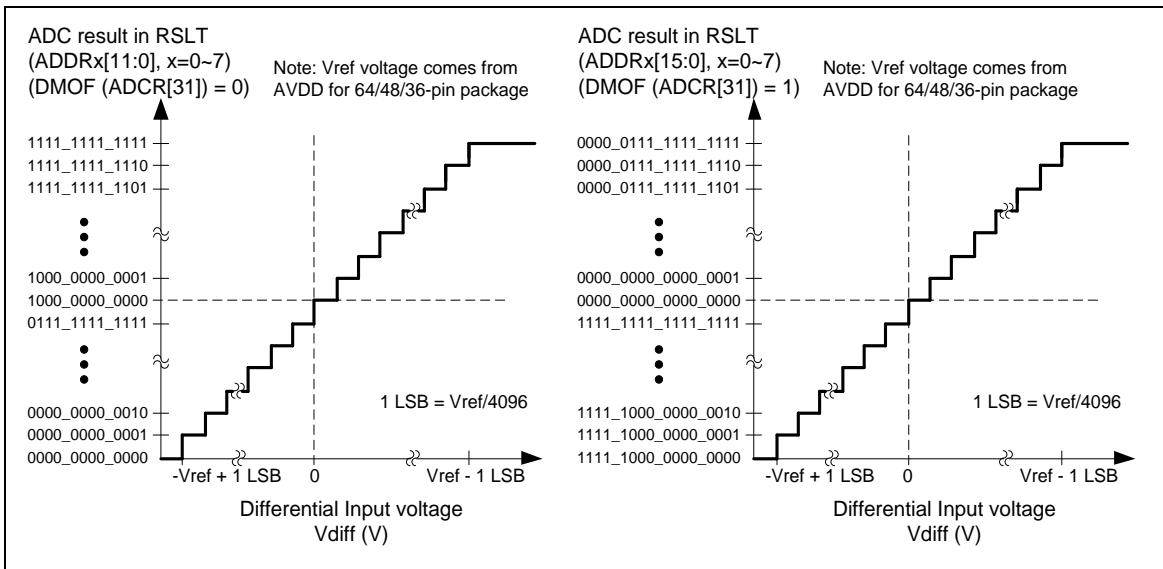 ADC result in RSLT
(ADDRx[11:0], x=0~7)
(DMOF (ADCR[31]) = 0)
Note: Vref voltage comes from
AVDD for 64/48/36-pin package
1111_1111_1111
1111_1111_1110
1111_1111_1101
1000_0000_0001
1000_0000_0000
0111_1111_1111
0000_0000_0010
0000_0000_0001
0000_0000_0000
1 LSB = Vref/4096
-Vref + 1 LSB
0
Vref - 1 LSB
Differential Input voltage
Vdiff (V)
ADC result in RSLT
(ADDRx[15:0], x=0~7)
(DMOF (ADCR[31]) = 1)
Note: Vref voltage comes from
AVDD for 64/48/36-pin package
0000_0111_1111_1111
0000_0111_1111_1110
0000_0111_1111_1101
0000_0000_0000_0001
0000_0000_0000_0000
1111_1111_1111_1111
1111_1000_0000_0010
1111_1000_0000_0001
1111_1000_0000_0000
1 LSB = Vref/4096
-Vref + 1 LSB
0
Vref - 1 LSB
Differential Input voltage
Vdiff (V)